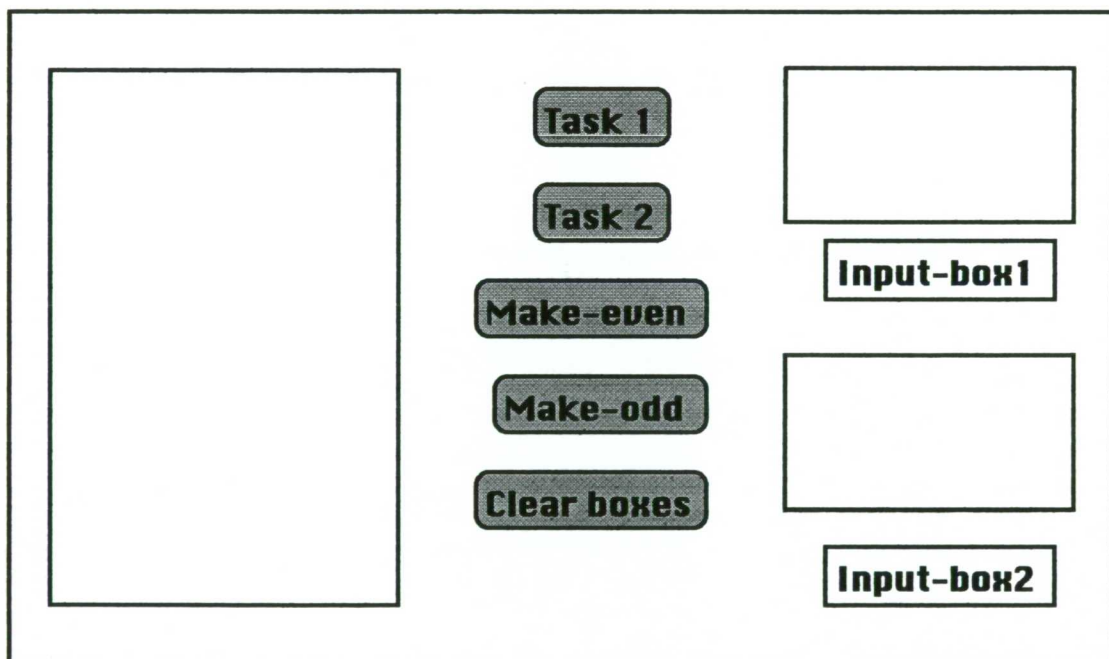 Task 1
Task 2
Make-even
Make-odd
Clear boxes
Input-box1
Input-box2